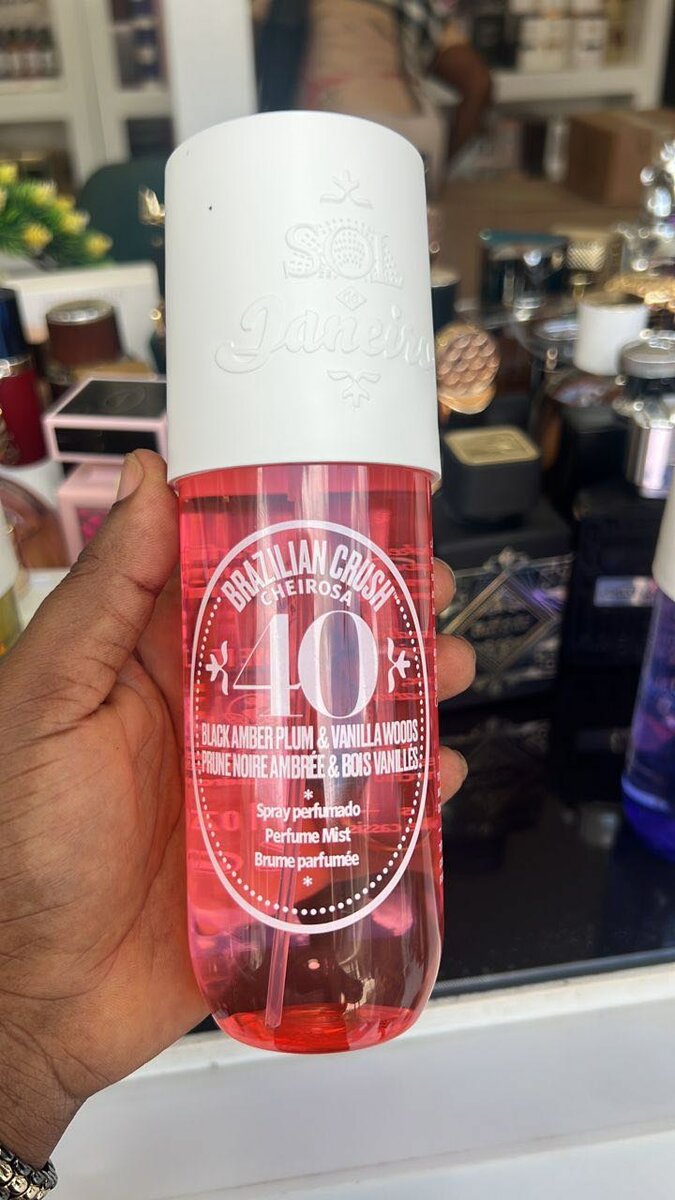 SOL
de
Janeiro
BRAZILIAN CRUSH
CHEIROSA
40
BLACK AMBER PLUM & VANILLA WOODS
PRUNE NOIRE AMBRÉE & BOIS VANILLÉS
*
Spray perfumado
Perfume Mist
Brume parfumée
*